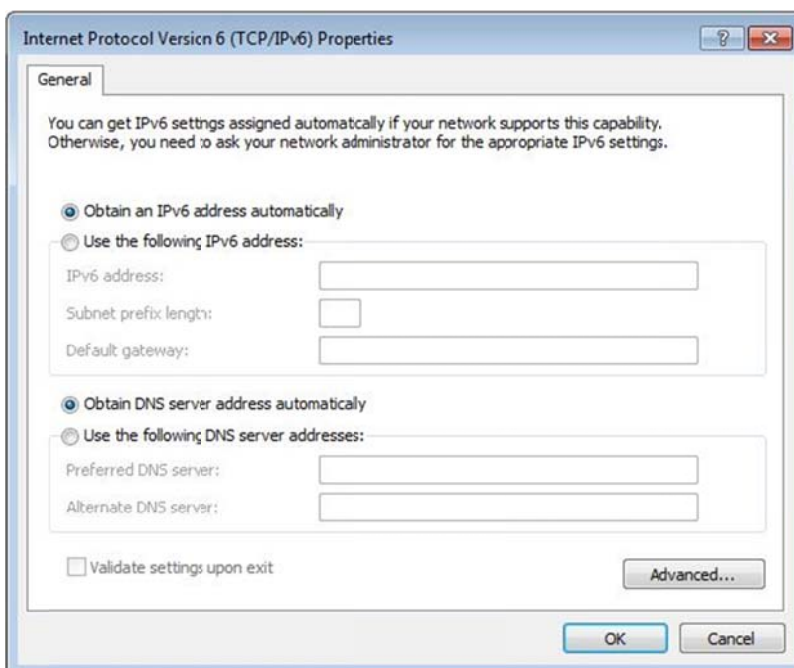 Internet Protocol Version 6 (TCP/IPv6) Properties
General
You can get IPv6 settings assigned automatcally if your network supports this capability.
Otherwise, you need to ask your network administrator for the appropriate IPv6 settings.
Obtain an IPv6 address automatically
Use the following IPv6 address:
IPv6 address:
Subnet prefix length:
Default gateway:
Obtain DNS server address automaticaly
Use the following DNS server addresses:
Preferred DNS server:
Alternate DNS server:
Validate settings upon exit
Advanced...
OK
Cancel